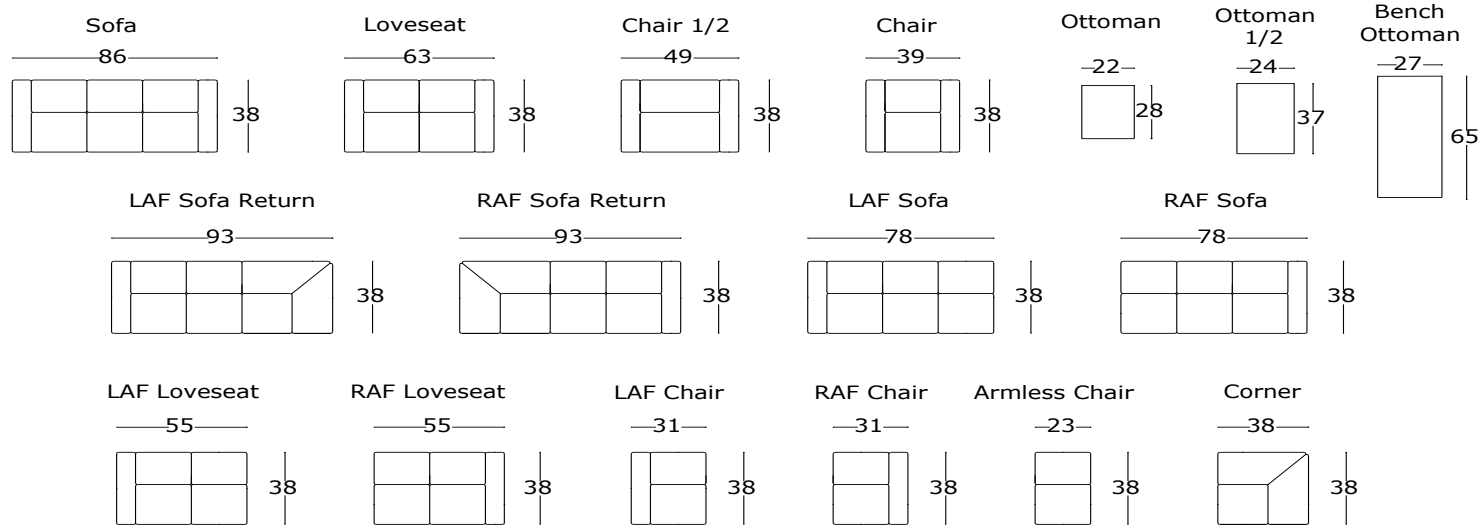 Sofa
86
38
Loveseat
63
38
Chair 1/2
49
38
Chair
39
38
Ottoman
22
28
Ottoman
1/2
24
37
Bench
Ottoman
27
65
LAF Sofa Return
93
38
RAF Sofa Return
93
38
LAF Sofa
78
38
RAF Sofa
78
38
LAF Loveseat
55
38
RAF Loveseat
55
38
LAF Chair
31
38
RAF Chair
31
38
Armless Chair
23
38
Corner
38
38